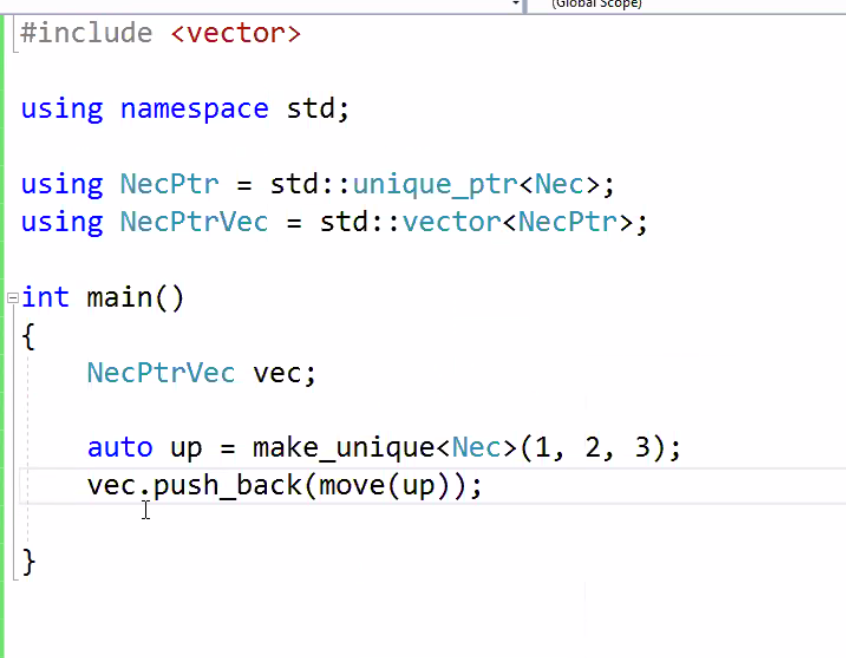 (Global Scope)
#include <vector>
using namespace std;
using NecPtr = std::unique_ptr<Nec>;
using NecPtrVec = std::vector<NecPtr>;
int main()
{
NecPtrVec vec;
auto up = make_unique<Nec>(1, 2, 3);
vec.push_back(move(up));
}